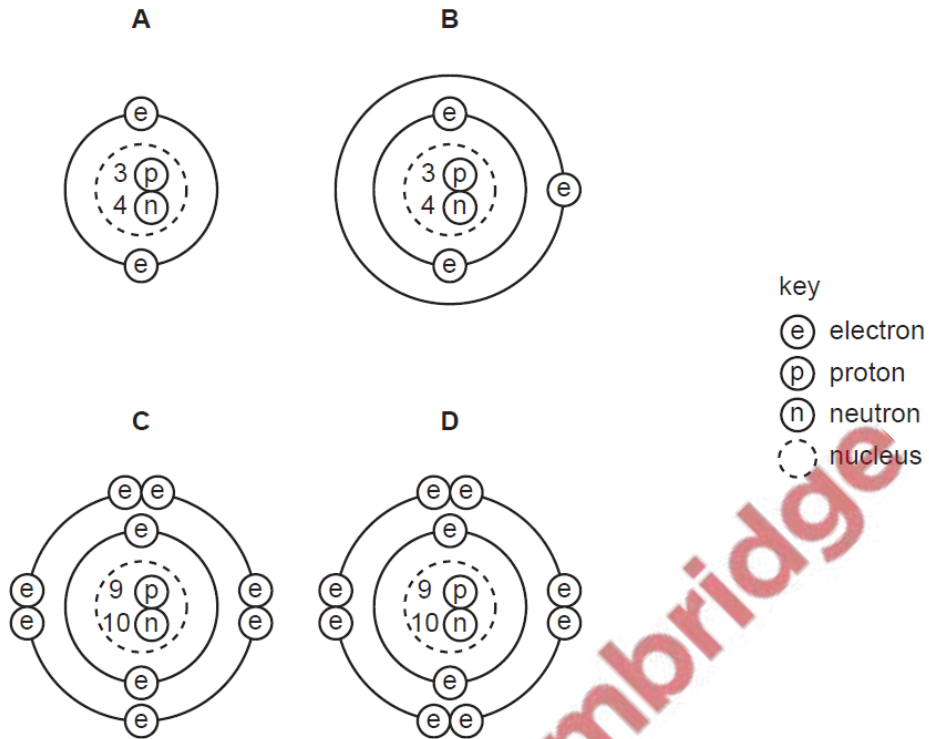 A B
e e
3 p 3 p
e
4 n 4 n
e e
key
e electron
p proton
n neutron
nucleus
C D
e e e e
e e
e e e e
9 p 9 p
e 10 n e e 10 n e
e e
e e e
mbridge